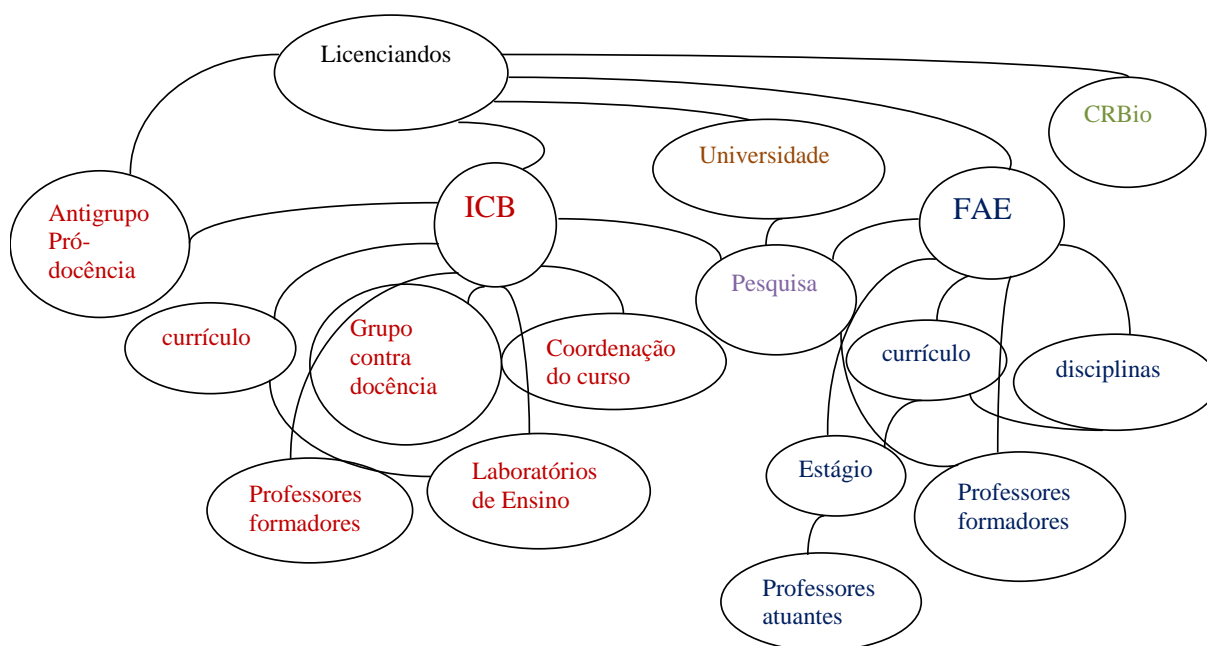 Licenciandos
CRBio
Universidade
Antigrupo
Pró-
docência
ICB
FAE
Pesquisa
currículo
Grupo
contra
docência
Coordenação
do curso
currículo
disciplinas
Professores
formadores
Laboratórios
de Ensino
Estágio
Professores
formadores
Professores
atuantes